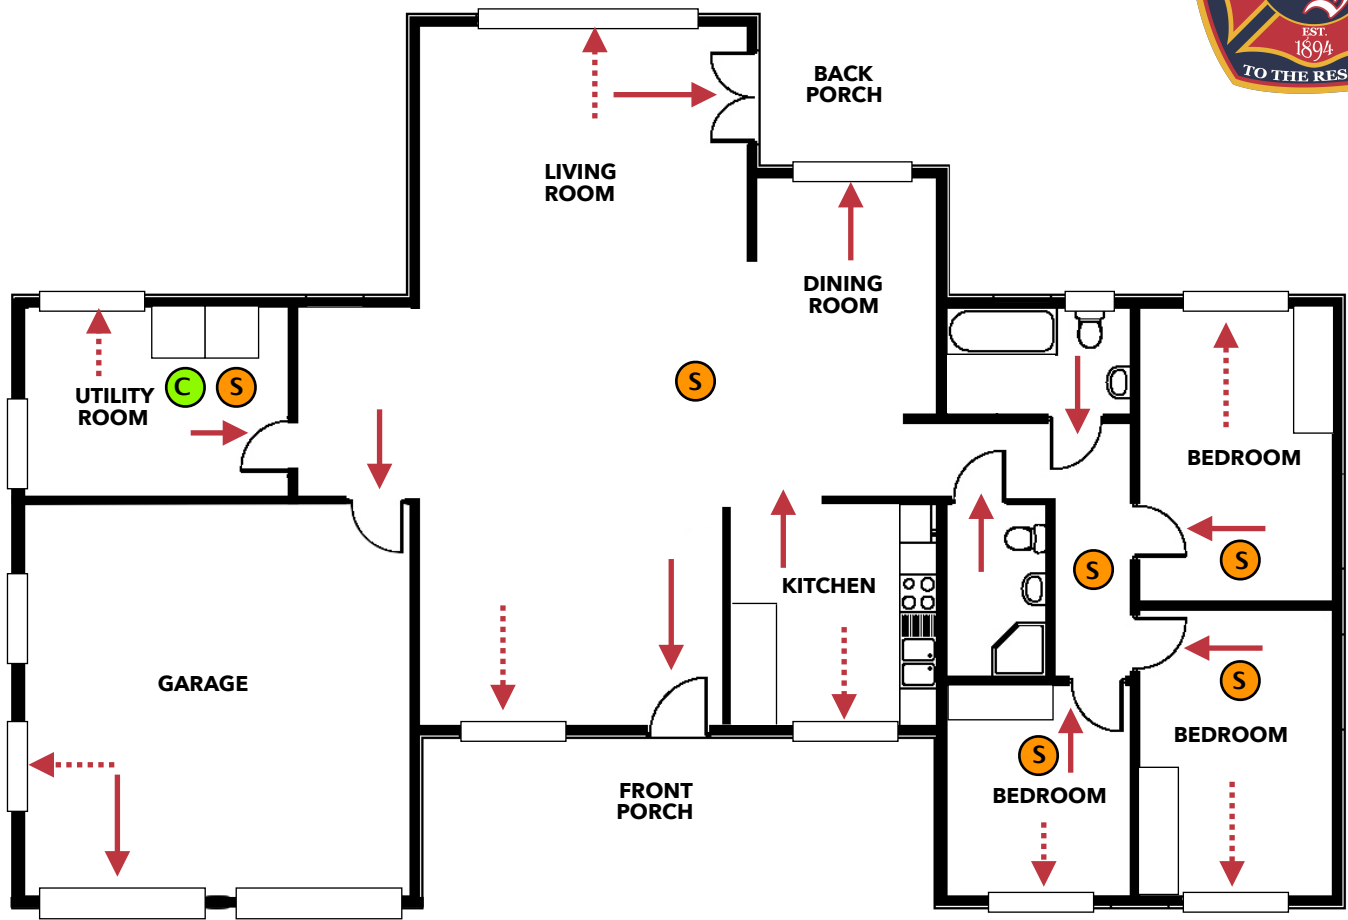 EST.
1894
TO THE RES
BACK
PORCH
LIVING
ROOM
DINING
ROOM
UTILITY
ROOM
C
S
S
BEDROOM
S
S
KITCHEN
GARAGE
S
BEDROOM
S
BEDROOM
FRONT
PORCH